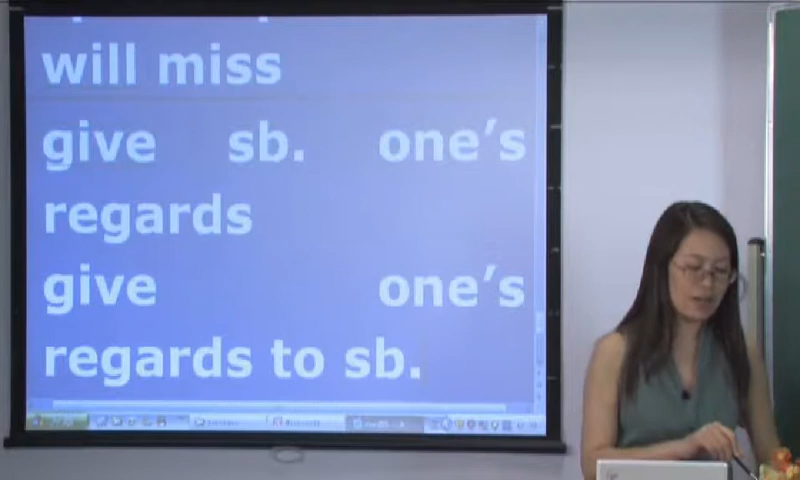 will miss
give sb. one's
regards
give one's
regards to sb.